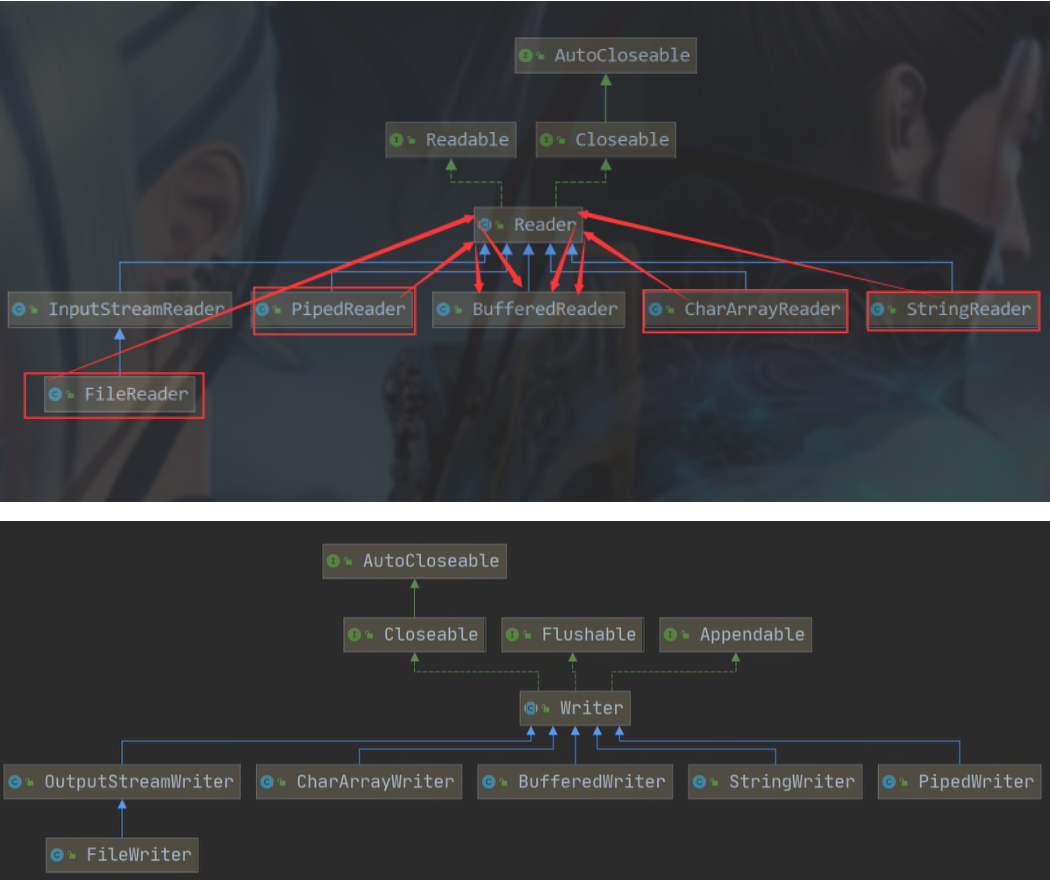 AutoCloseable
Readable Closeable
Reader
InputStreamReader PipedReader BufferedReader CharArrayReader StringReader
FileReader
AutoCloseable
Closeable Flushable Appendable
Writer
OutputStreamWriter CharArrayWriter BufferedWriter StringWriter PipedWriter
FileWriter